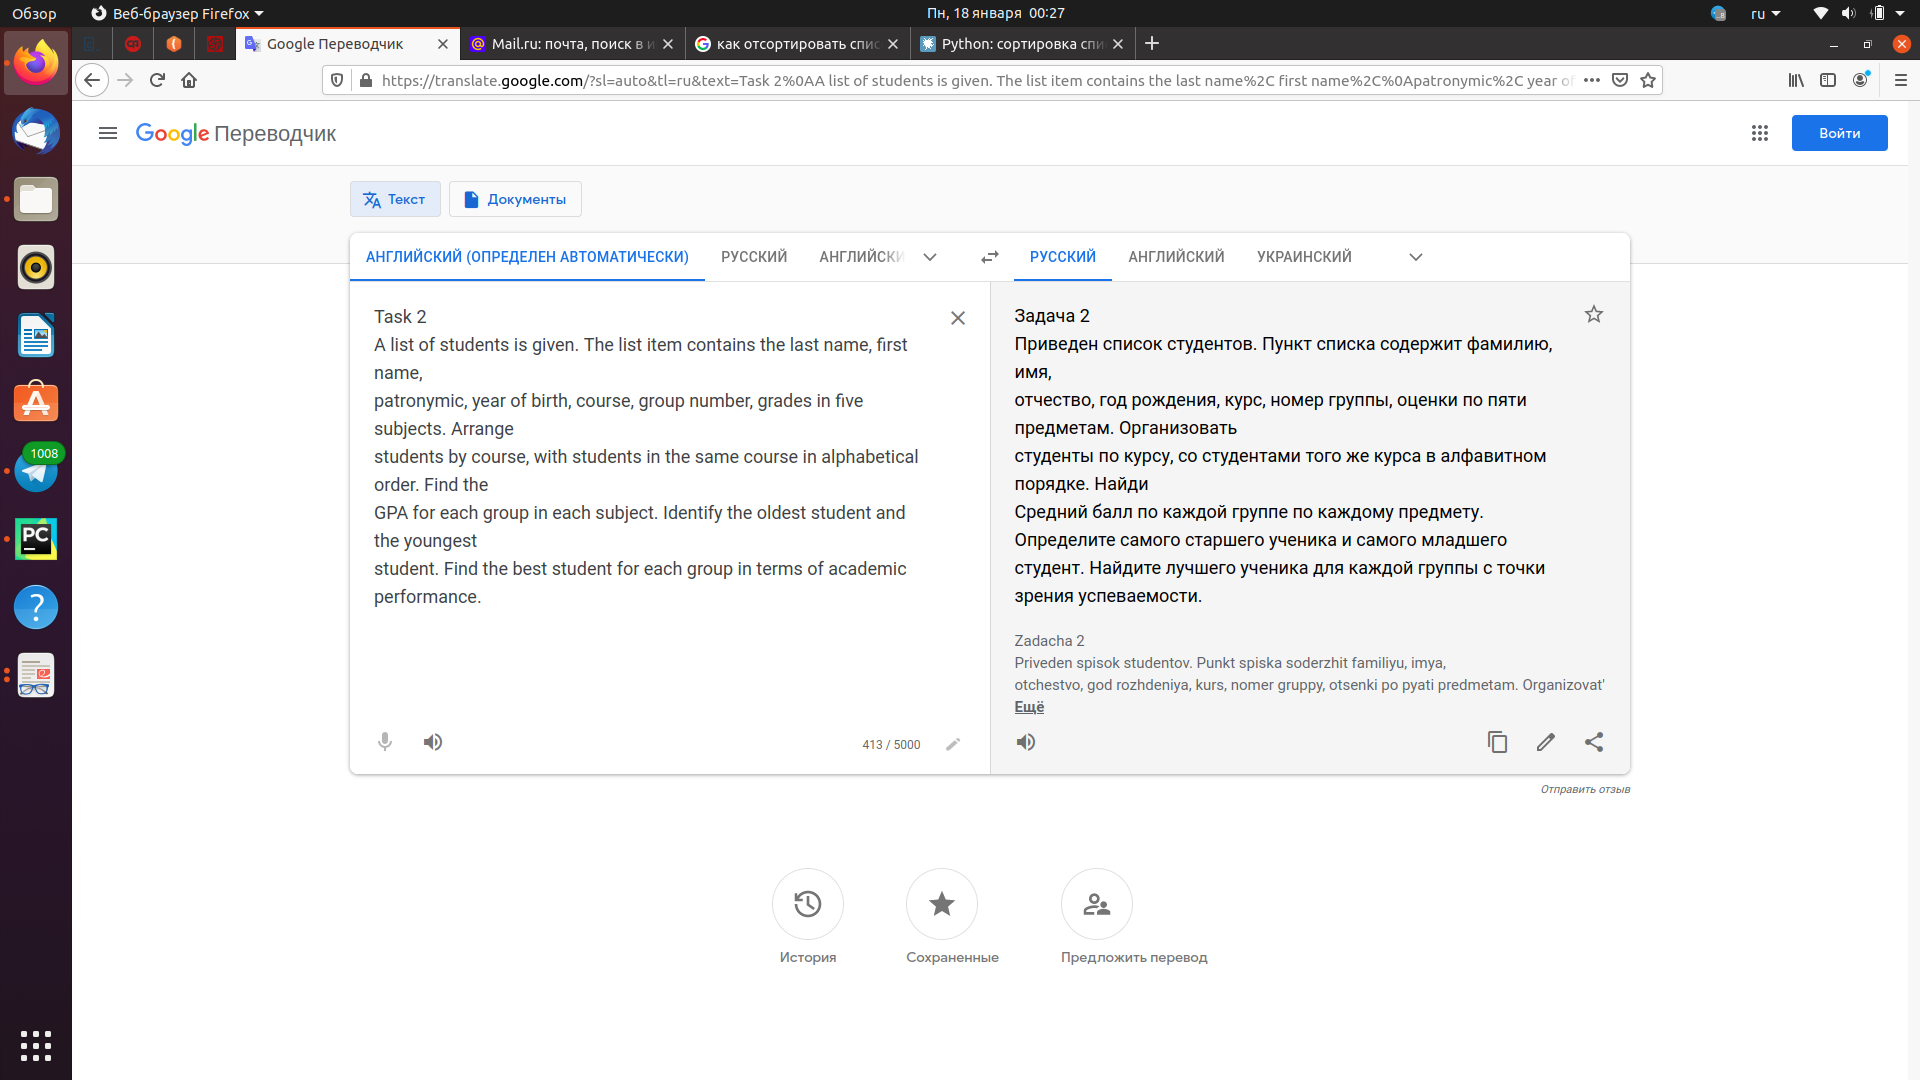 Обзор
Веб-браузер Firefox
Пн, 18 января 00:27
ru
Google Переводчик
Mail.ru: почта, поиск в и
как отсортировать спис
Python: сортировка спи
https://translate.google.com/?sl=auto&tl=ru&text=Task 2%0AA list of students is given. The list item contains the last name%2C first name%2C%0Apatronymic%2C year of
Google Переводчик
Войти
Текст
Документы
АНГЛИЙСКИЙ (ОПРЕДЕЛЕН АВТОМАТИЧЕСКИ)
РУССКИЙ
АНГЛИЙСКИ
РУССКИЙ
АНГЛИЙСКИЙ
УКРАИНСКИЙ
Task 2
A list of students is given. The list item contains the last name, first
name,
patronymic, year of birth, course, group number, grades in five
subjects. Arrange
students by course, with students in the same course in alphabetical
order. Find the
GPA for each group in each subject. Identify the oldest student and
the youngest
student. Find the best student for each group in terms of academic
performance.
413 / 5000
Задача 2
Приведен список студентов. Пункт списка содержит фамилию,
имя,
отчество, год рождения, курс, номер группы, оценки по пяти
предметам. Организовать
студенты по курсу, со студентами того же курса в алфавитном
порядке. Найди
Средний балл по каждой группе по каждому предмету.
Определите самого старшего ученика и самого младшего
студент. Найдите лучшего ученика для каждой группы с точки
зрения успеваемости.
Zadacha 2
Priveden spisok studentov. Punkt spiska soderzhit familiyu, imya,
otchestvo, god rozhdeniya, kurs, nomer gruppy, otsenki po pyati predmetam. Organizovat'
Ещё
Отправить отзыв
История
Сохраненные
Предложить перевод
1008
PC